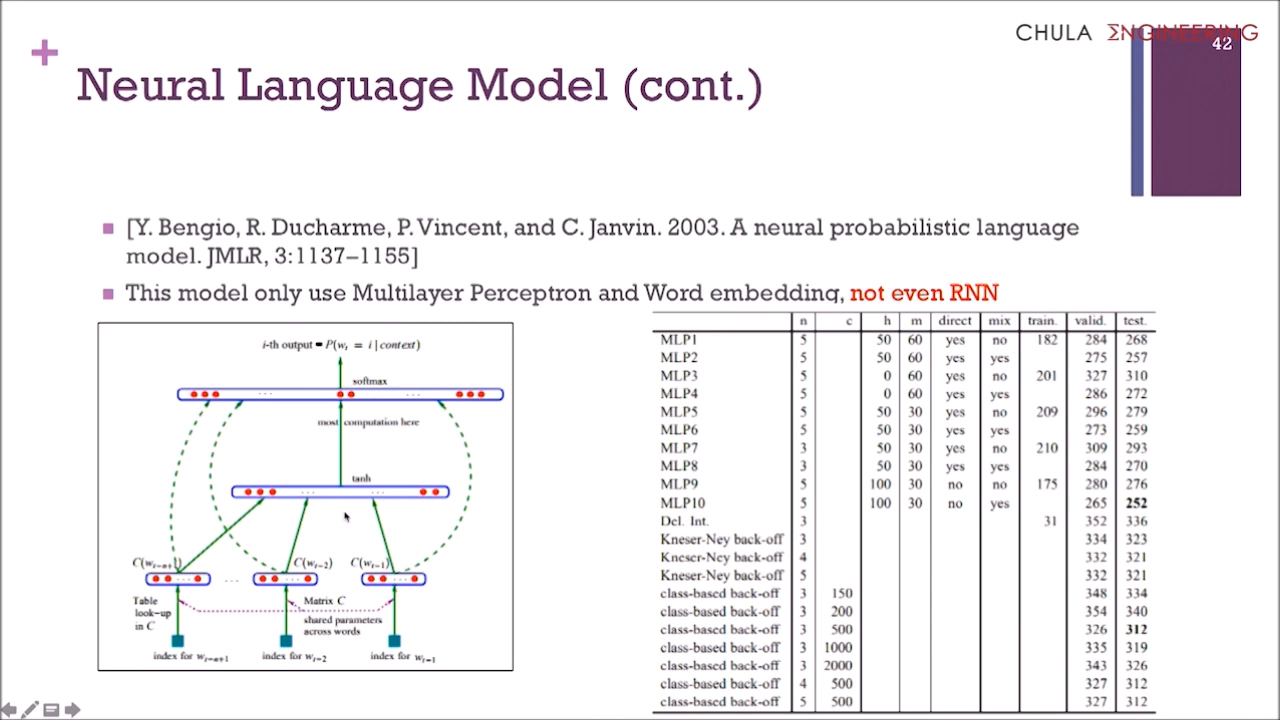 CHULA ΣNGINEERING
42
+
Neural Language Model (cont.)
[Y. Bengio, R. Ducharme, P. Vincent, and C. Janvin. 2003. A neural probabilistic language
model. JMLR, 3:1137–1155]
This model only use Multilayer Perceptron and Word embedding, not even RNN
i-th output = P(w_t = i | context)
softmax
...
...
most computation here
tanh
...
...
C(w_{t−n+1})
C(w_{t−2})
C(w_{t−1})
...
...
...
...
Table
look−up
in C
Matrix C
shared parameters
across words
index for w_{t−n+1}
index for w_{t−2}
index for w_{t−1}
n c h m direct mix train. valid. test.
MLP1 5 50 60 yes no 182 284 268
MLP2 5 50 60 yes yes 275 257
MLP3 5 0 60 yes no 201 327 310
MLP4 5 0 60 yes yes 286 272
MLP5 5 50 30 yes no 209 296 279
MLP6 5 50 30 yes yes 273 259
MLP7 3 50 30 yes no 210 309 293
MLP8 3 50 30 yes yes 284 270
MLP9 5 100 30 no no 175 280 276
MLP10 5 100 30 no yes 265 252
Del. Int. 3 31 352 336
Kneser-Ney back-off 3 334 323
Kneser-Ney back-off 4 332 321
Kneser-Ney back-off 5 332 321
class-based back-off 3 150 348 334
class-based back-off 3 200 354 340
class-based back-off 3 500 326 312
class-based back-off 3 1000 335 319
class-based back-off 3 2000 343 326
class-based back-off 4 500 327 312
class-based back-off 5 500 327 312